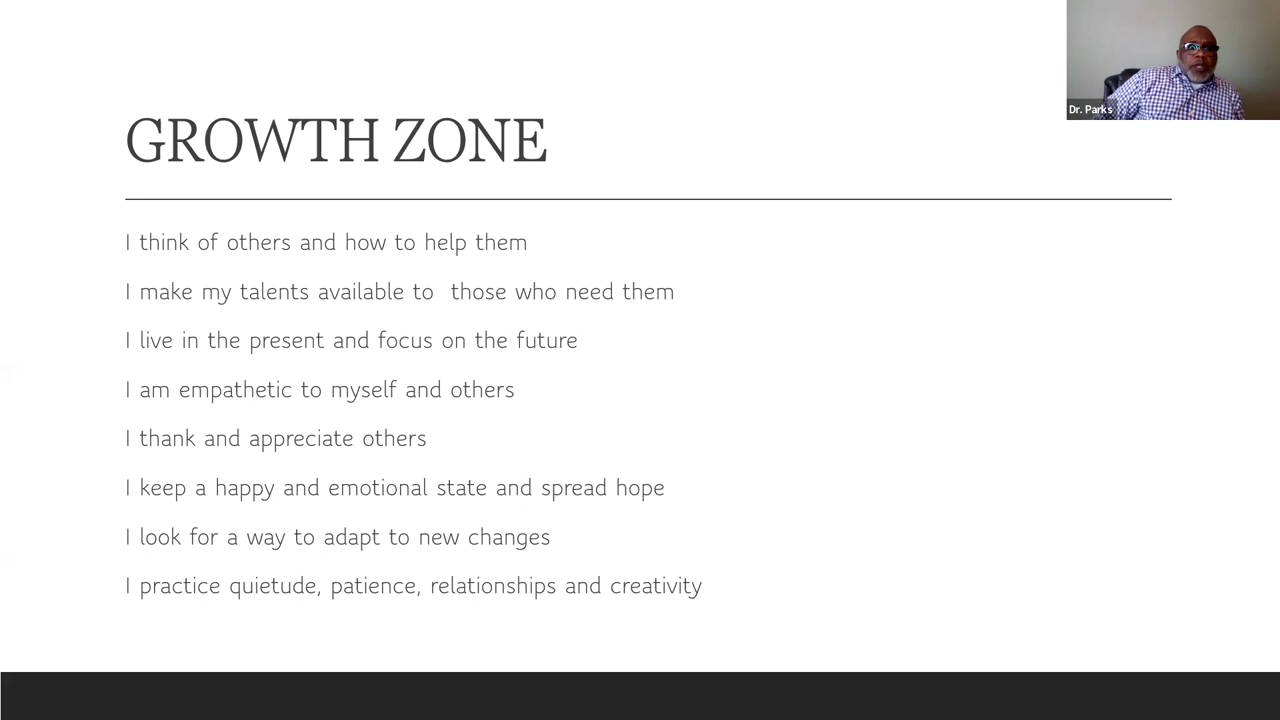 GROWTH ZONE
I think of others and how to help them
I make my talents available to  those who need them
I live in the present and focus on the future
I am empathetic to myself and others
I thank and appreciate others
I keep a happy and emotional state and spread hope
I look for a way to adapt to new changes
I practice quietude, patience, relationships and creativity
Dr. Parks